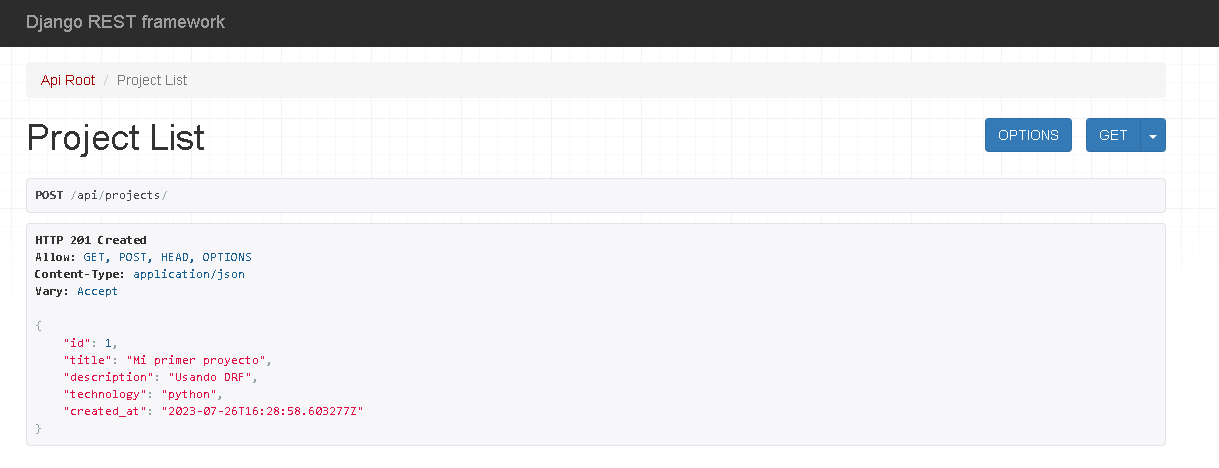 Django REST framework
Api Root / Project List
Project List
OPTIONS GET
POST /api/projects/
HTTP 201 Created
Allow: GET, POST, HEAD, OPTIONS
Content-Type: application/json
Vary: Accept
{
    "id": 1,
    "title": "Mi primer proyecto",
    "description": "Usando DRF",
    "technology": "python",
    "created_at": "2023-07-26T16:28:58.603277Z"
}